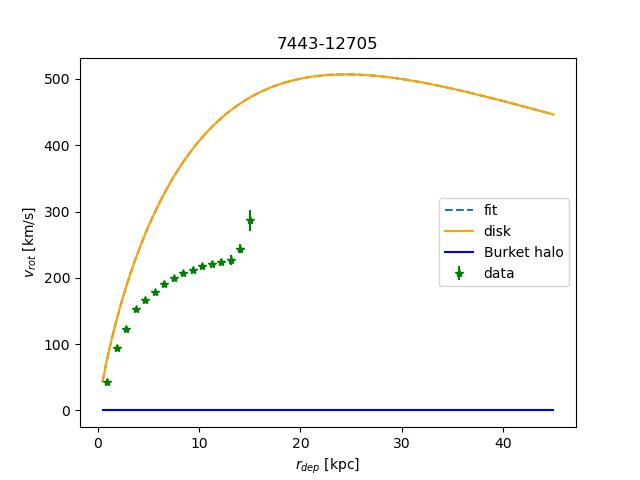 7443-12705
500
400
300
200
100
0
v_rot [km/s]
fit
disk
Burket halo
data
0 10 20 30 40
r_dep [kpc]